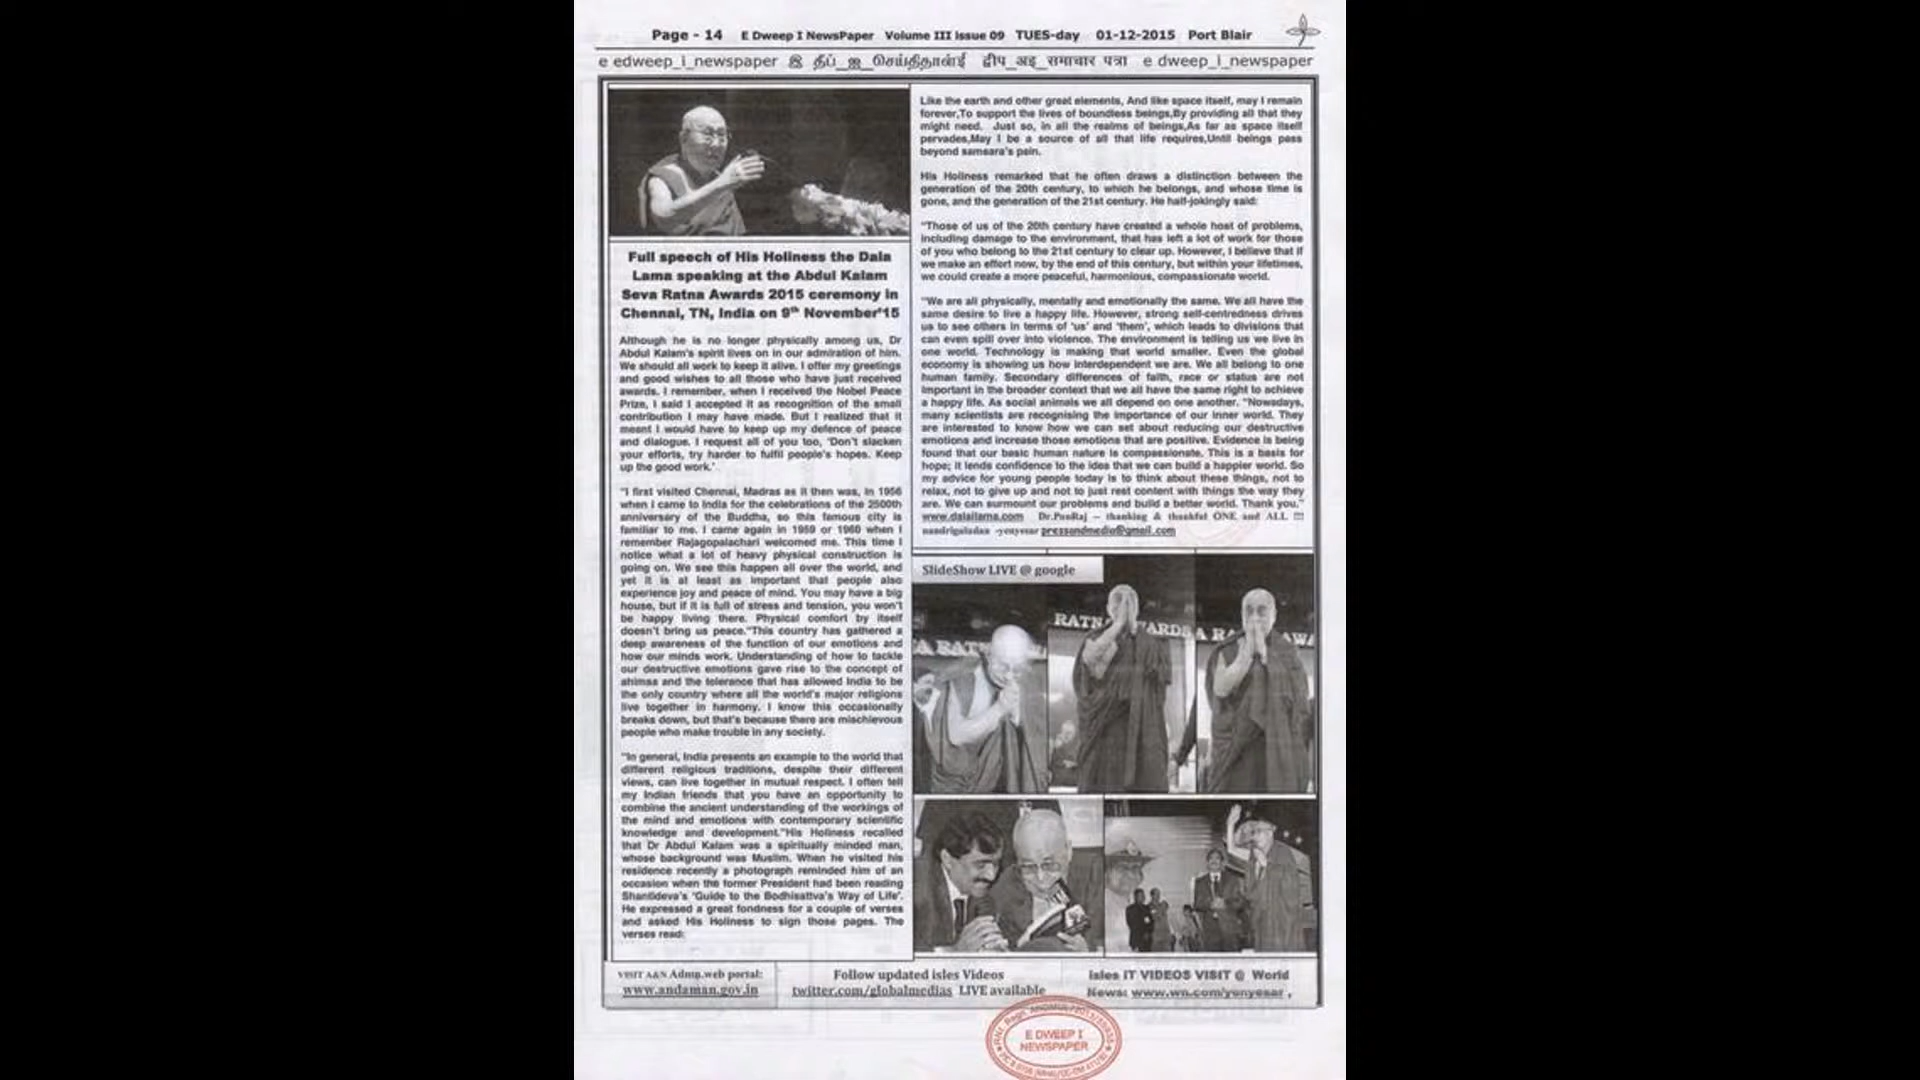 Page - 14 E Dweep I NewsPaper Volume III Issue 09 TUES-day 01-12-2015 Port Blair
e edweep_i_newspaper இ தீப்_ஐ_செய்தித்தாள்ஈ द्वीप_अइ_समाचार पत्रा e dweep_i_newspaper
Full speech of His Holiness the Dala
Lama speaking at the Abdul Kalam
Seva Ratna Awards 2015 ceremony in
Chennai, TN, India on 9th November'15
Although he is no longer physically among us, Dr
Abdul Kalam's spirit lives on in our admiration of him.
We should all work to keep it alive. I offer my greetings
and good wishes to all those who have just received
awards. I remember, when I received the Nobel Peace
Prize, I said I accepted it as recognition of the small
contribution I may have made. But I realized that it
meant I would have to keep up my defence of peace
and dialogue. I request all of you too, 'Don't slacken
your efforts, try harder to fulfil people's hopes. Keep
up the good work.'
"I first visited Chennai, Madras as it then was, in 1956
when I came to India for the celebrations of the 2500th
anniversary of the Buddha, so this famous city is
familiar to me. I came again in 1959 or 1960 when I
remember Rajagopalachari welcomed me. This time I
notice what a lot of heavy physical construction is
going on. We see this happen all over the world, and
yet it is at least as important that people also
experience joy and peace of mind. You may have a big
house, but if it is full of stress and tension, you won't
be happy living there. Physical comfort by itself
doesn't bring us peace."This country has gathered a
deep awareness of the function of our emotions and
how our minds work. Understanding of how to tackle
our destructive emotions gave rise to the concept of
ahimsa and the tolerance that has allowed India to be
the only country where all the world's major religions
live together in harmony. I know this occasionally
breaks down, but that's because there are mischievous
people who make trouble in any society.
"In general, India presents an example to the world that
different religious traditions, despite their different
views, can live together in mutual respect. I often tell
my Indian friends that you have an opportunity to
combine the ancient understanding of the workings of
the mind and emotions with contemporary scientific
knowledge and development."His Holiness recalled
that Dr Abdul Kalam was a spiritually minded man,
whose background was Muslim. When he visited his
residence recently a photograph reminded him of an
occasion when the former President had been reading
Shantideva's 'Guide to the Bodhisattva's Way of Life'.
He expressed a great fondness for a couple of verses
and asked His Holiness to sign those pages. The
verses read:
Like the earth and other great elements, And like space itself, may I remain
forever,To support the lives of boundless beings,By providing all that they
might need. Just so, in all the realms of beings,As far as space itself
pervades,May I be a source of all that life requires,Until beings pass
beyond samsara's pain.
His Holiness remarked that he often draws a distinction between the
generation of the 20th century, to which he belongs, and whose time is
gone, and the generation of the 21st century. He half-jokingly said:
"Those of us of the 20th century have created a whole host of problems,
including damage to the environment, that has left a lot of work for those
of you who belong to the 21st century to clear up. However, I believe that if
we make an effort now, by the end of this century, but within your lifetimes,
we could create a more peaceful, harmonious, compassionate world.
"We are all physically, mentally and emotionally the same. We all have the
same desire to live a happy life. However, strong self-centredness drives
us to see others in terms of 'us' and 'them', which leads to divisions that
can even spill over into violence. The environment is telling us we live in
one world. Technology is making that world smaller. Even the global
economy is showing us how interdependent we are. We all belong to one
human family. Secondary differences of faith, race or status are not
important in the broader context that we all have the same right to achieve
a happy life. As social animals we all depend on one another. "Nowadays,
many scientists are recognising the importance of our inner world. They
are interested to know how we can set about reducing our destructive
emotions and increase those emotions that are positive. Evidence is being
found that our basic human nature is compassionate. This is a basis for
hope; it lends confidence to the idea that we can build a happier world. So
my advice for young people today is to think about these things, not to
relax, not to give up and not to just rest content with things the way they
are. We can surmount our problems and build a better world. Thank you."
www.dalailama.com Dr.PonRaj – thanking & thankful ONE and ALL !!!
nandrigaladan -yenyesar pressandmedia@gmail.com
SlideShow LIVE @ google
RATN ARDS
A RATN
A RA AWA
VISIT A&N Admn.web portal:
www.andaman.gov.in
Follow updated isles Videos
twitter.com/globalmedias LIVE available
isles IT VIDEOS VISIT @ World
News: www.wn.com/yenyesar ,
E DWEEP I
NEWSPAPER